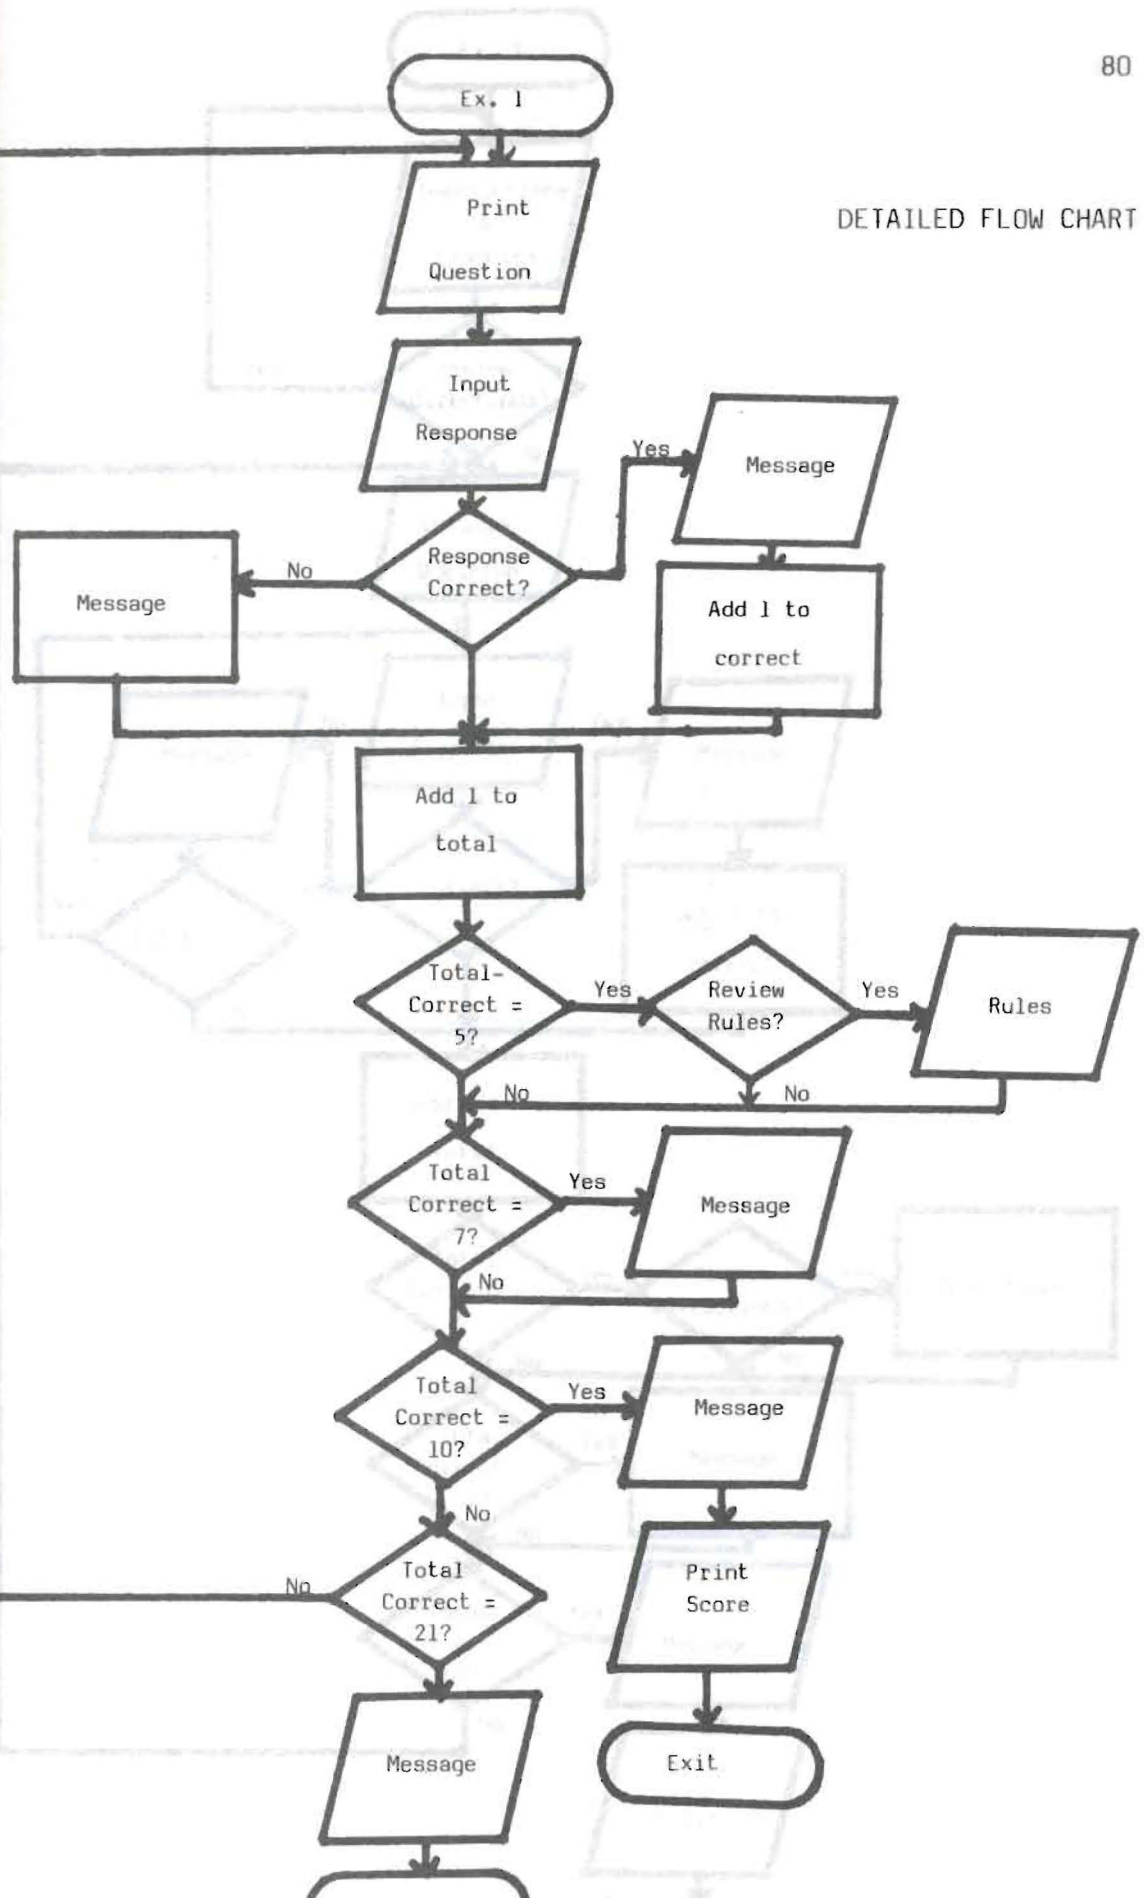 80
Ex. 1
DETAILED FLOW CHART
Print
Question
Input
Response
Yes
Message
Response
Correct?
No
Message
Add 1 to
correct
Add 1 to
total
Total-
Correct =
5?
Yes
Review
Rules?
Yes
Rules
No
No
Total
Correct =
7?
Yes
Message
No
Total
Correct =
10?
Yes
Message
No
Total
Correct =
21?
No
Print
Score
Message
Exit